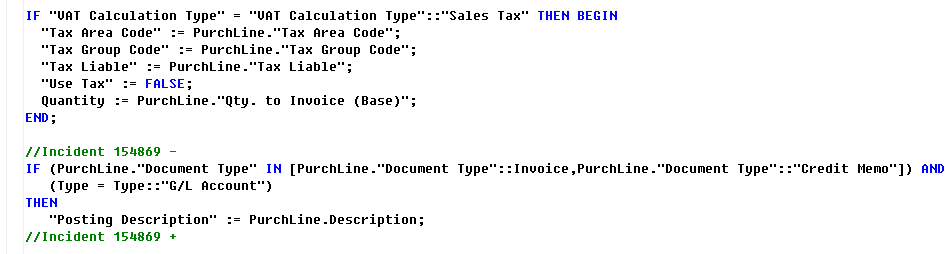 IF "VAT Calculation Type" = "VAT Calculation Type"::"Sales Tax" THEN BEGIN
  "Tax Area Code" := PurchLine."Tax Area Code";
  "Tax Group Code" := PurchLine."Tax Group Code";
  "Tax Liable" := PurchLine."Tax Liable";
  "Use Tax" := FALSE;
  Quantity := PurchLine."Qty. to Invoice (Base)";
END;

//Incident 154869 -
IF (PurchLine."Document Type" IN [PurchLine."Document Type"::Invoice,PurchLine."Document Type"::"Credit Memo"]) AND
   (Type = Type::"G/L Account")
THEN
   "Posting Description" := PurchLine.Description;
//Incident 154869 +